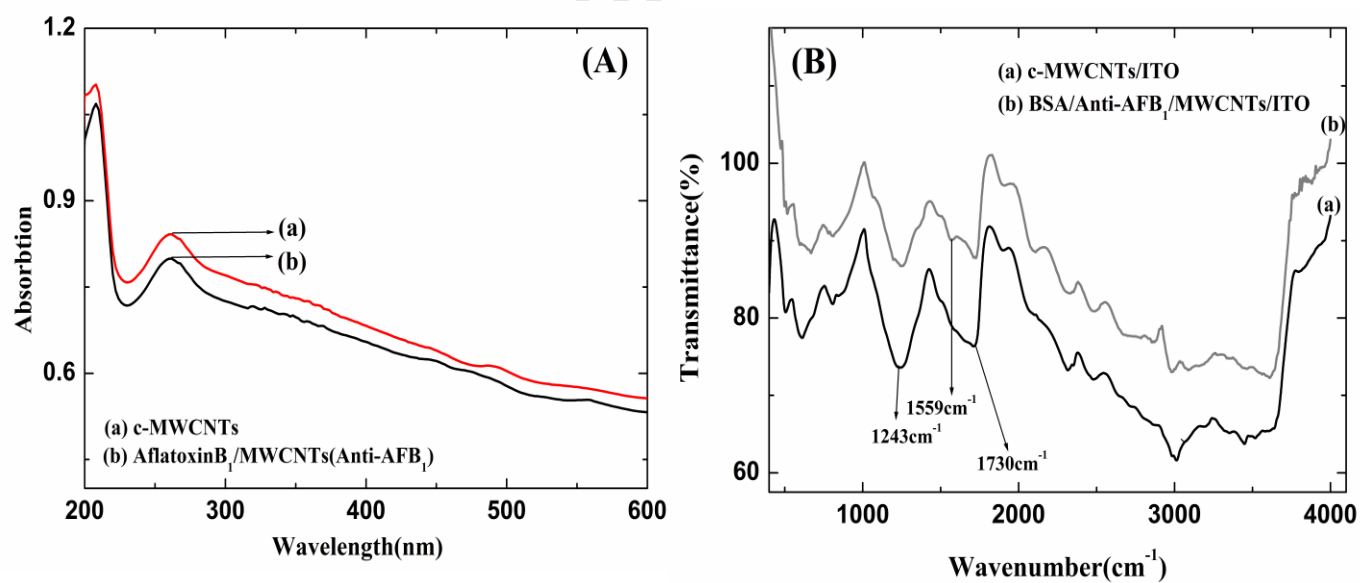 (A)
1.2
0.9
0.6
Absorbtion
(a)
(b)
(a) c-MWCNTs
(b) AflatoxinB₁/MWCNTs(Anti-AFB₁)
200 300 400 500 600
Wavelength(nm)
(B)
(a) c-MWCNTs/ITO
(b) BSA/Anti-AFB₁/MWCNTs/ITO
(b)
(a)
100
80
60
Transmittance(%)
1559cm⁻¹
1243cm⁻¹
1730cm⁻¹
1000 2000 3000 4000
Wavenumber(cm⁻¹)